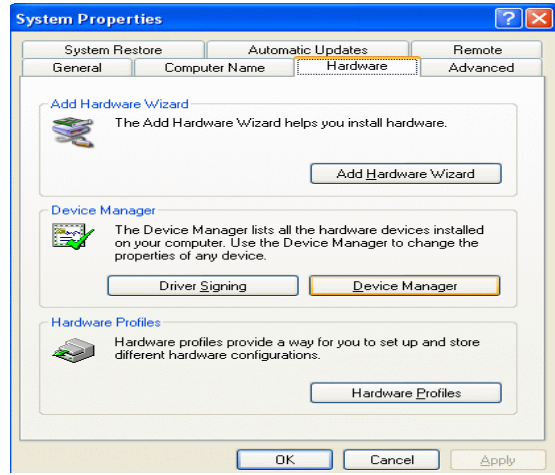 System Properties
System Restore Automatic Updates Remote
General Computer Name Hardware Advanced
Add Hardware Wizard
The Add Hardware Wizard helps you install hardware.
Add Hardware Wizard
Device Manager
The Device Manager lists all the hardware devices installed
on your computer. Use the Device Manager to change the
properties of any device.
Driver Signing Device Manager
Hardware Profiles
Hardware profiles provide a way for you to set up and store
different hardware configurations.
Hardware Profiles
OK Cancel Apply